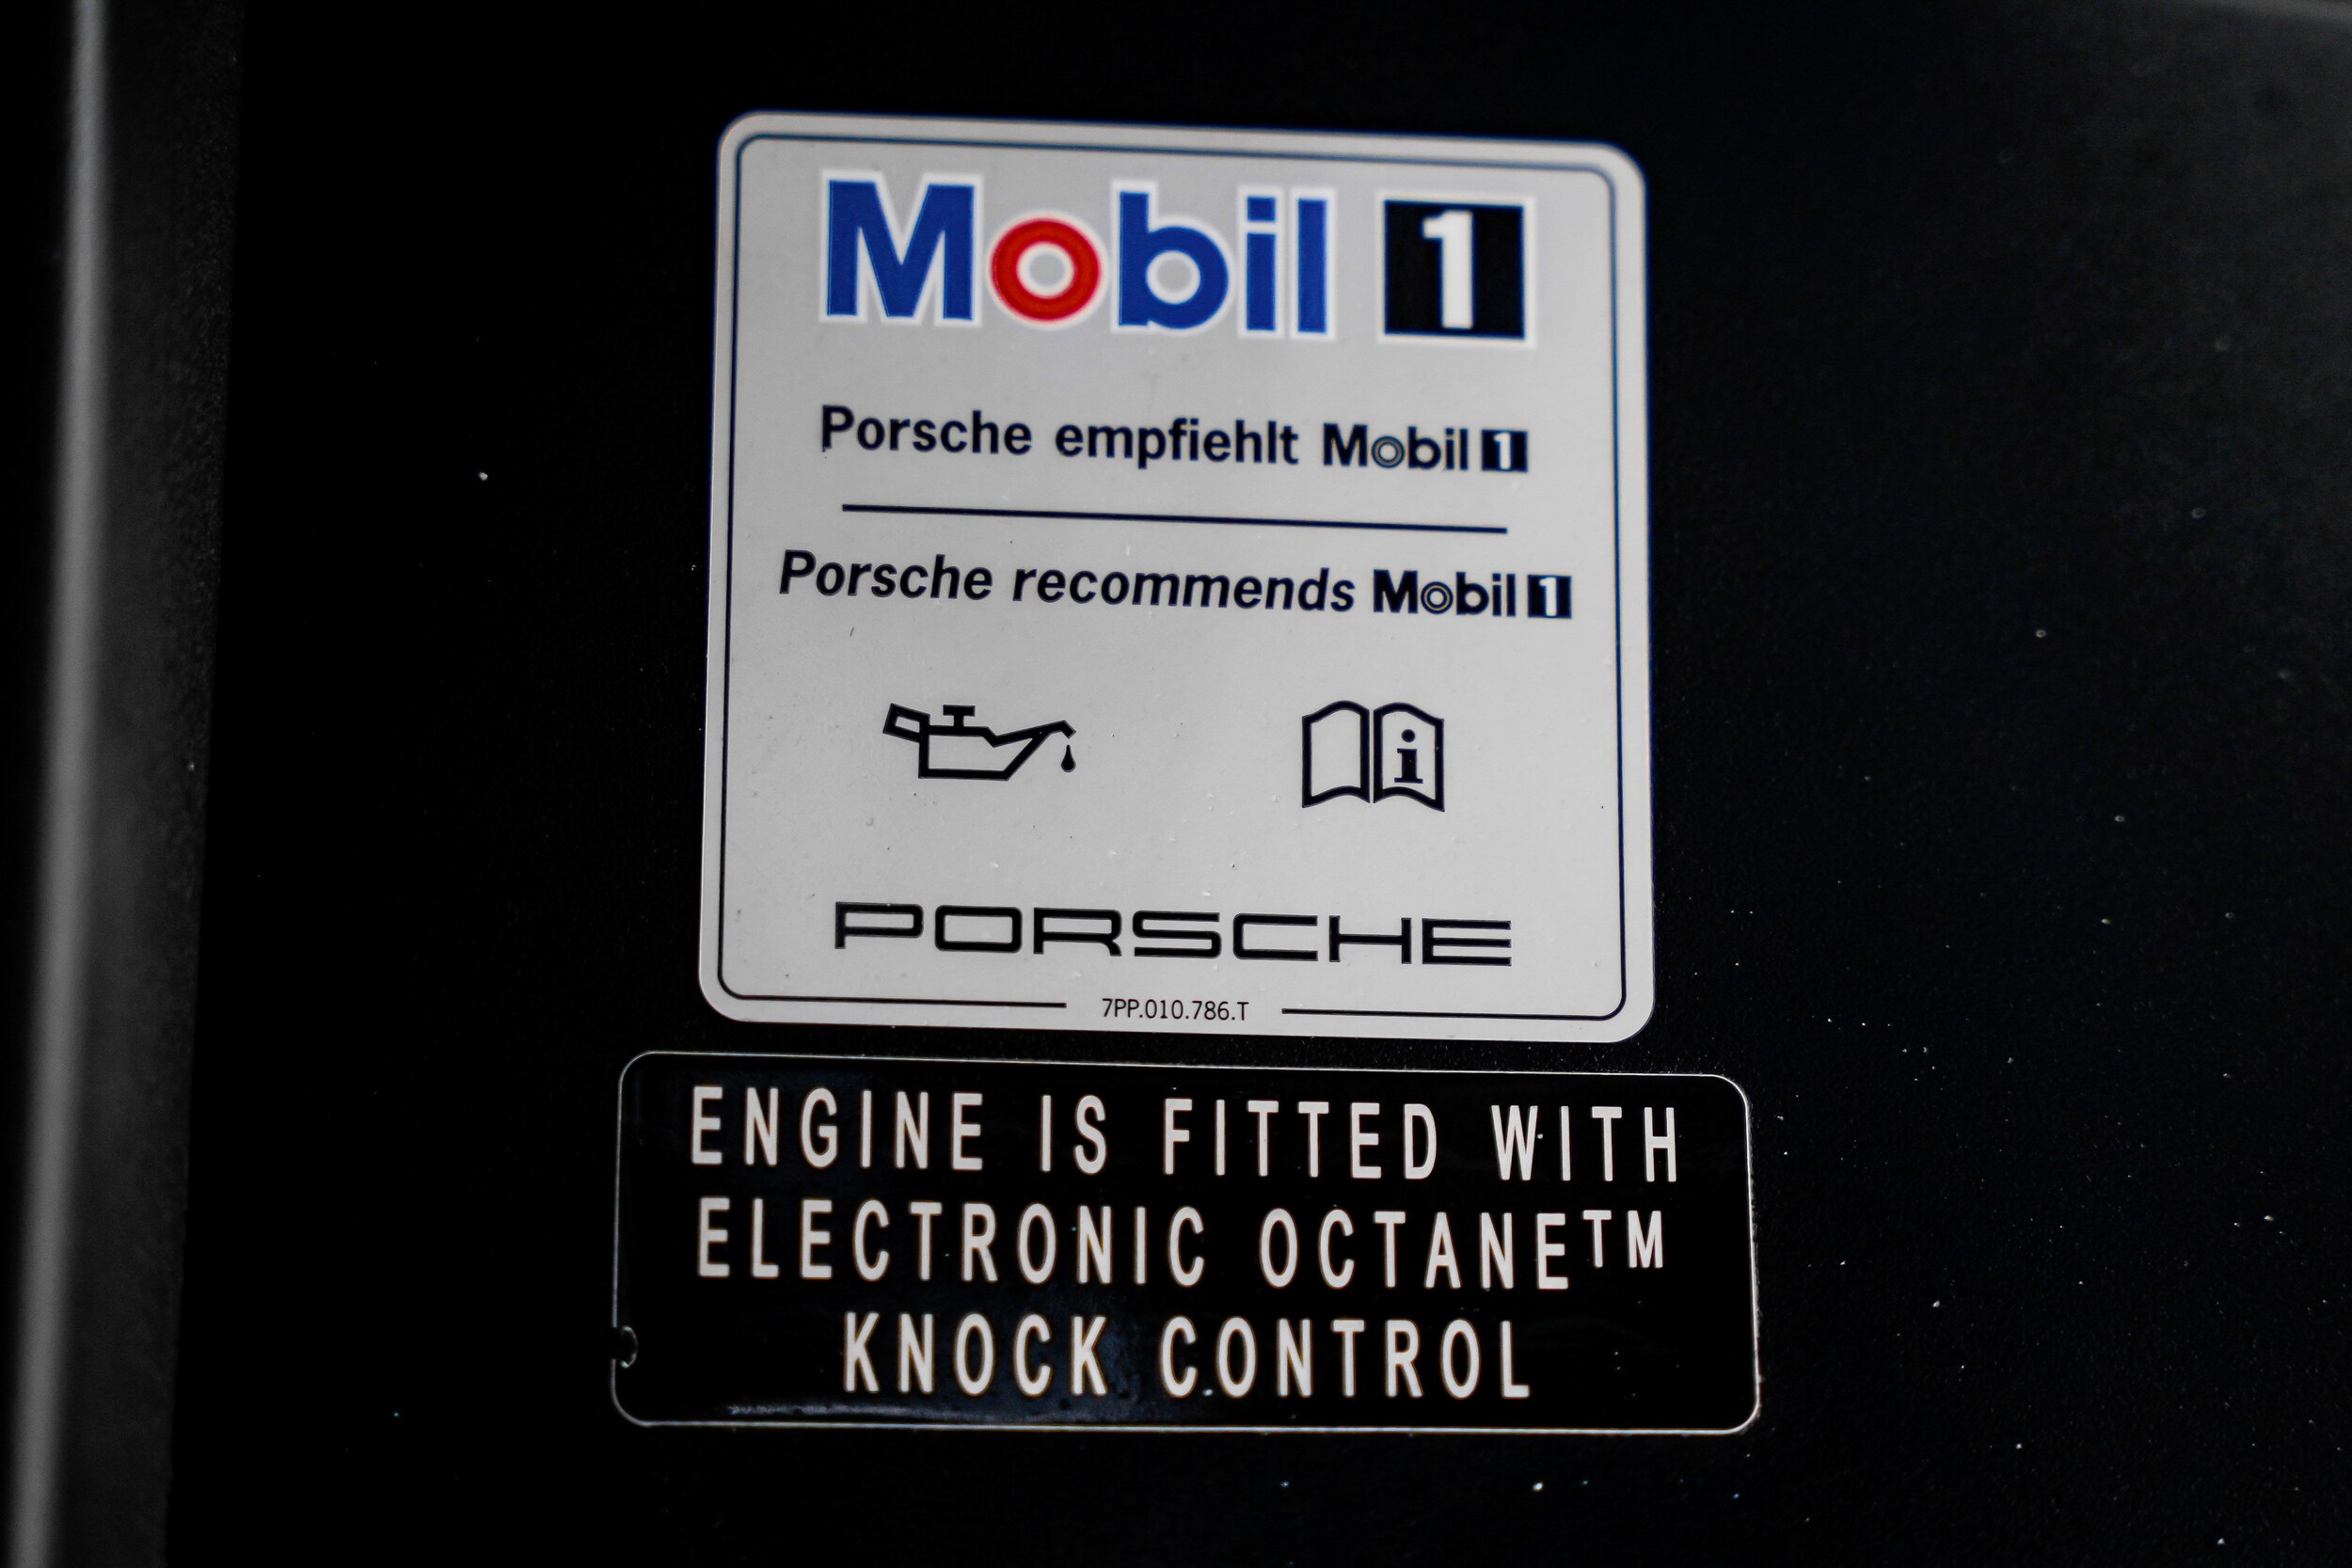 Mobil 1
Porsche empfiehlt Mobil 1
Porsche recommends Mobil 1
i
PORSCHE
7PP.010.786.T
ENGINE IS FITTED WITH
ELECTRONIC OCTANE™
KNOCK CONTROL